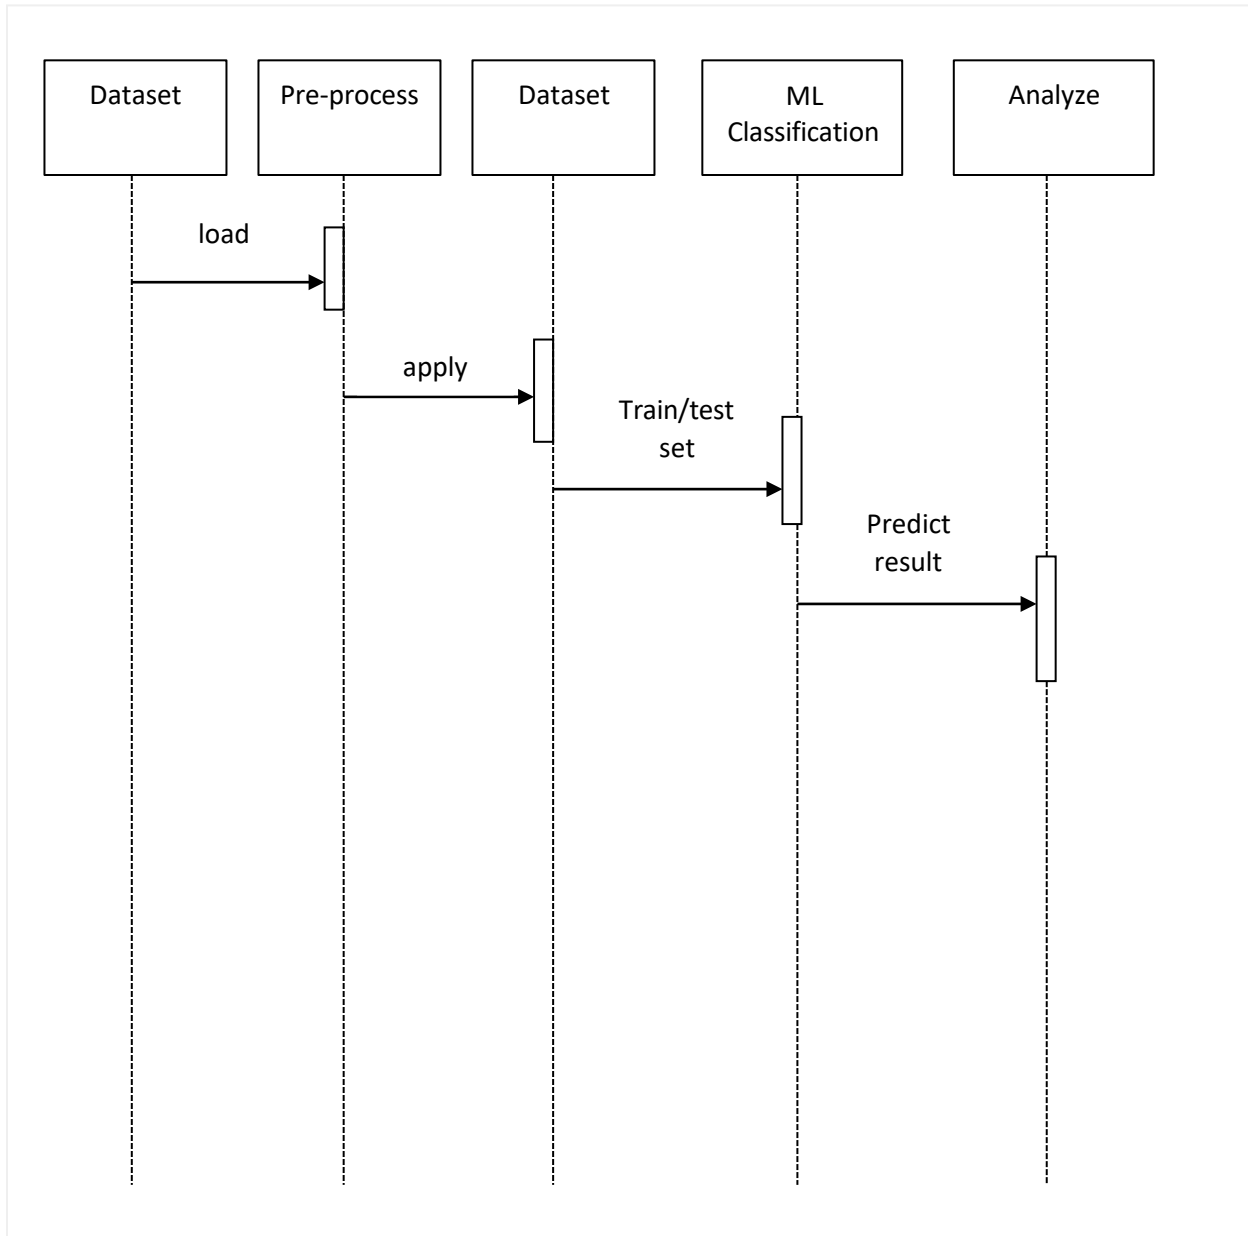 Dataset
Pre-process
Dataset
ML
Classification
Analyze
load
apply
Train/test
set
Predict
result